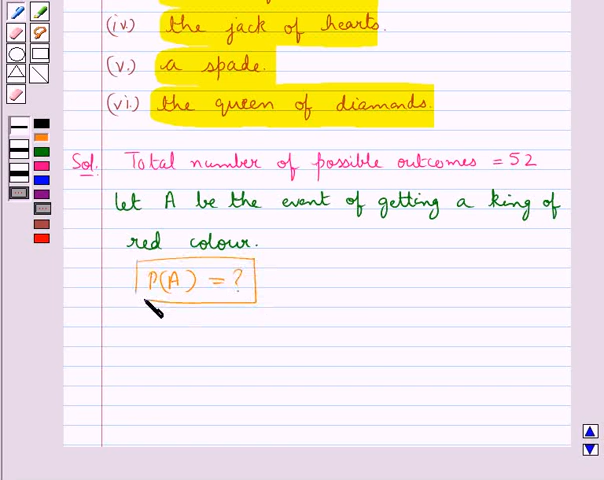 (iv) the jack of hearts.
(v) a spade.
(vi) the queen of diamonds.
Sol. Total number of possible outcomes = 52
let A be the event of getting a king of
red colour.
P(A) = ?